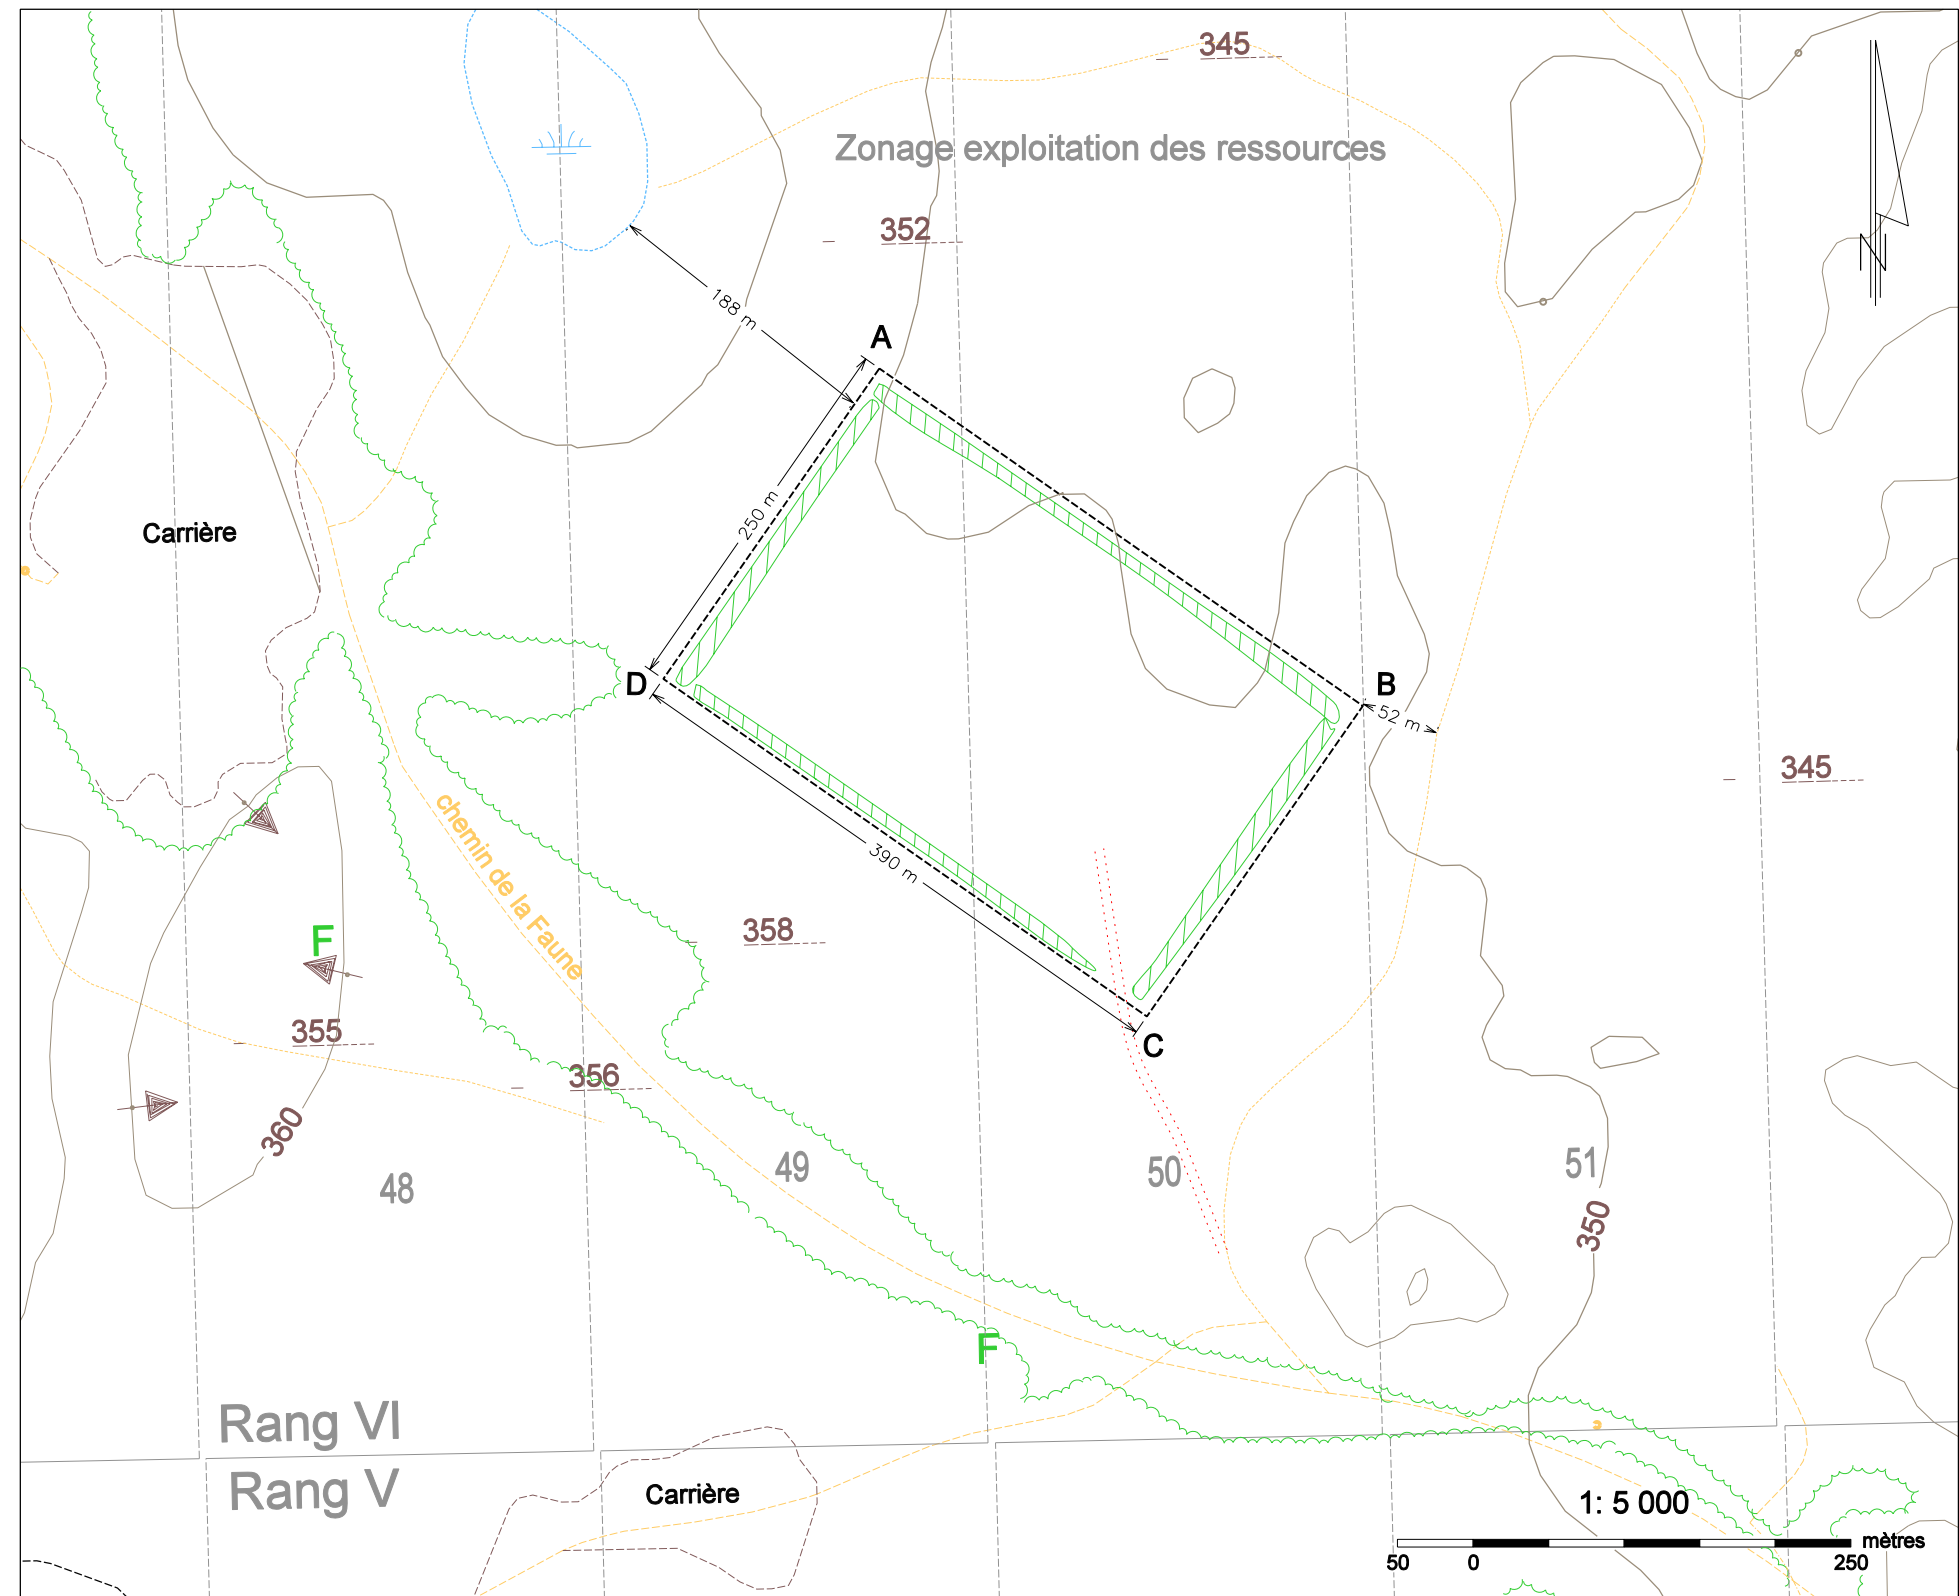 345
Zonage exploitation des ressources
352
N
188 m
A
250 m
Carrière
D
B
52 m
345
chemin de la Faune
390 m
F
358
355
C
356
360
49
50
51
48
350
F
Rang VI
Rang V
Carrière
1: 5 000
mètres
50 0 250